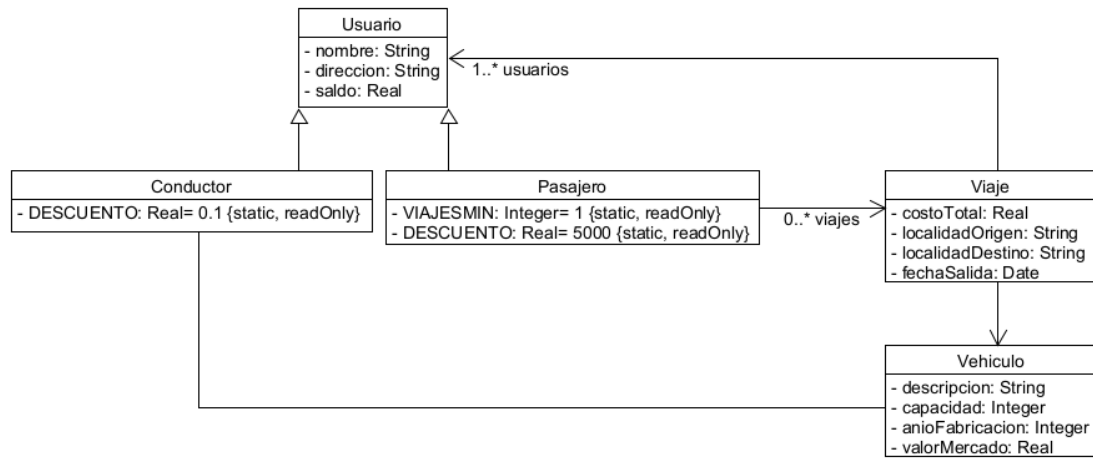 Usuario
- nombre: String
- direccion: String
- saldo: Real
1..* usuarios
Conductor
- DESCUENTO: Real= 0.1 {static, readOnly}
Pasajero
- VIAJESMIN: Integer= 1 {static, readOnly}
- DESCUENTO: Real= 5000 {static, readOnly}
0..* viajes
Viaje
- costoTotal: Real
- localidadOrigen: String
- localidadDestino: String
- fechaSalida: Date
Vehiculo
- descripcion: String
- capacidad: Integer
- anioFabricacion: Integer
- valorMercado: Real